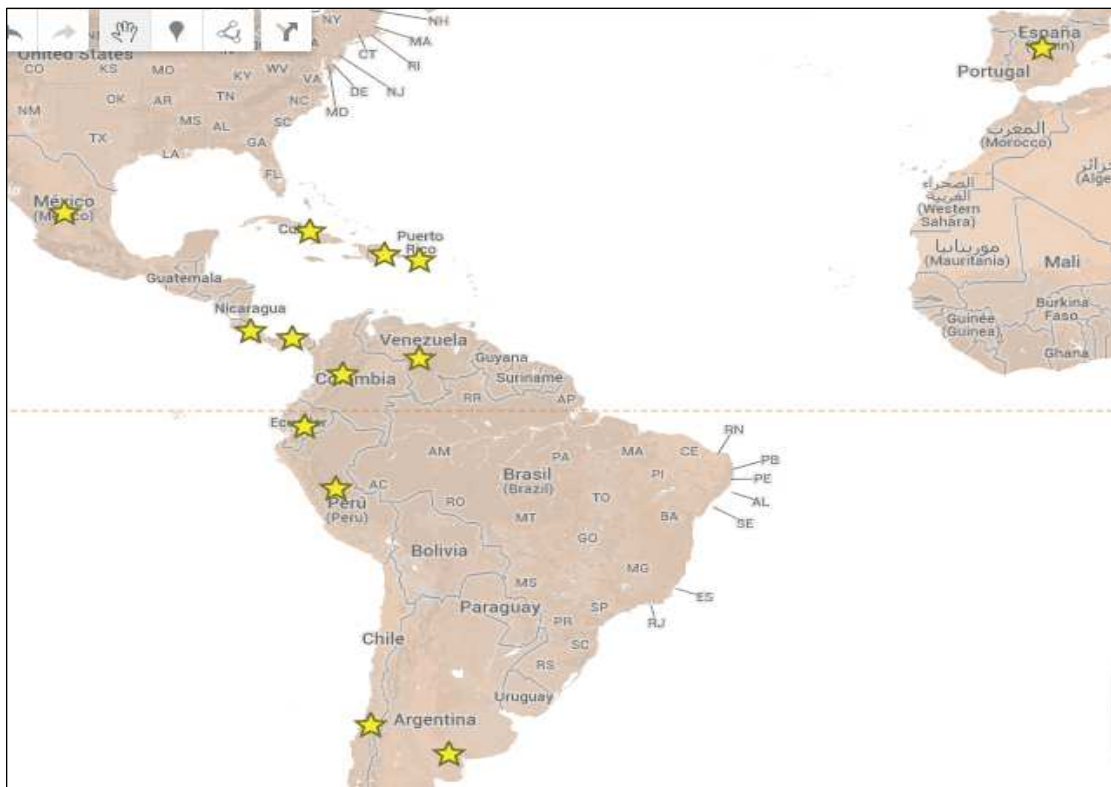 NY
NH
MA
CT
RI
NJ
DE
MD
United States
CO
KS
MO
WV
KY
VA
NM
OK
AR
TN
NC
TX
MS
AL
SC
GA
LA
FL
España
Portugal
المغرب
(Morocco)
الصحراء
الغربية
(Western
Sahara)
موريتانيا
(Mauritania)
Mali
Burkina
Faso
Guinée
(Guinea)
Ghana
México
Puerto
Rico
Guatemala
Nicaragua
Venezuela
Guyana
Suriname
Colombia
RR
AP
Ecuador
AM
PA
MA
CE
RN
PB
PE
AL
SE
PI
Brasil
(Brazil)
TO
AC
RO
Perú
(Peru)
MT
BA
GO
Bolivia
MG
MS
ES
Paraguay
SP
RJ
PR
Chile
SC
RS
Uruguay
Argentina